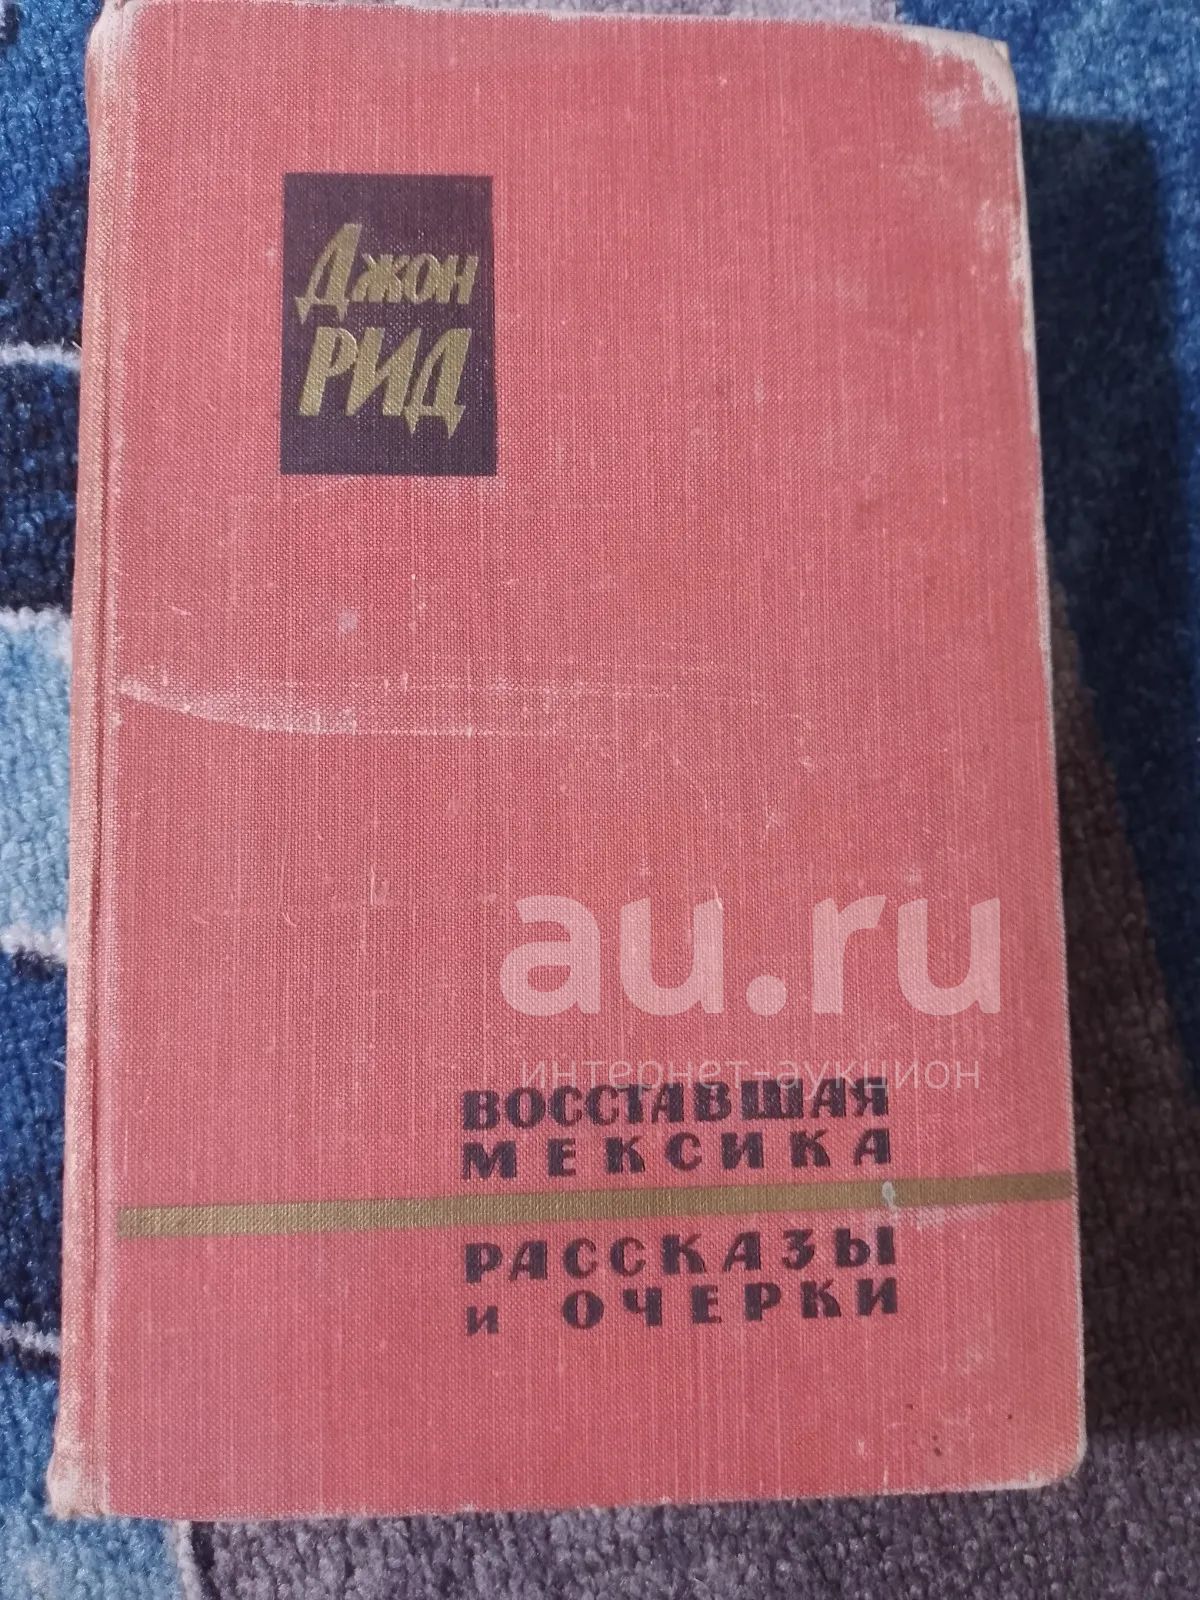 Джон
РИД
au.ru
интернет-аукцион
ВОССТАВШАЯ
МЕКСИКА
РАССКАЗЫ
и ОЧЕРКИ